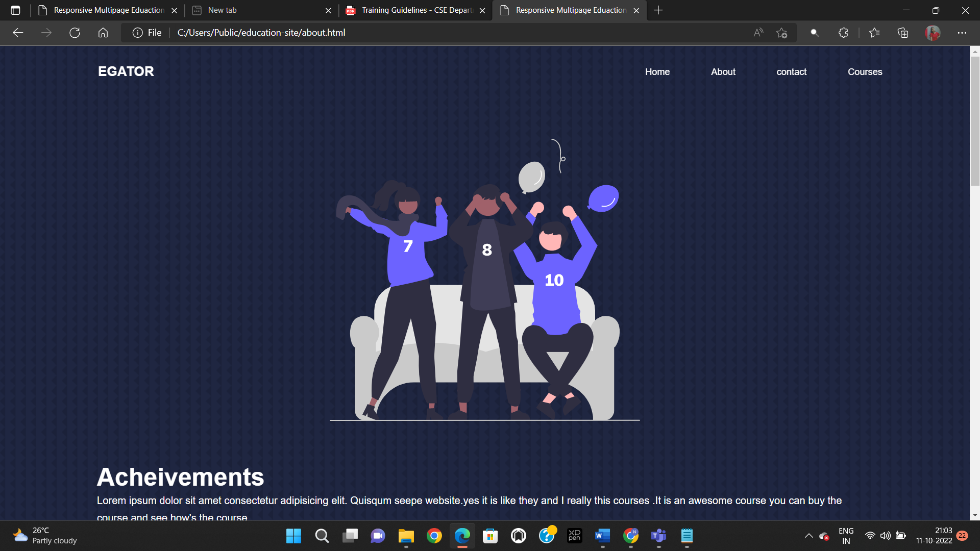 Responsive Multipage Eduaction
New tab
Training Guidelines - CSE Depart
Responsive Multipage Eduaction
File
C:/Users/Public/education-site/about.html
EGATOR
Home
About
contact
Courses
7
8
10
Acheivements
Lorem ipsum dolor sit amet consectetur adipisicing elit. Quisqum seepe website.yes it is like they and I really this courses .It is an awesome course you can buy the
course and see how's the course
26°C
Partly cloudy
ENG
IN
21:03
11-10-2022
22